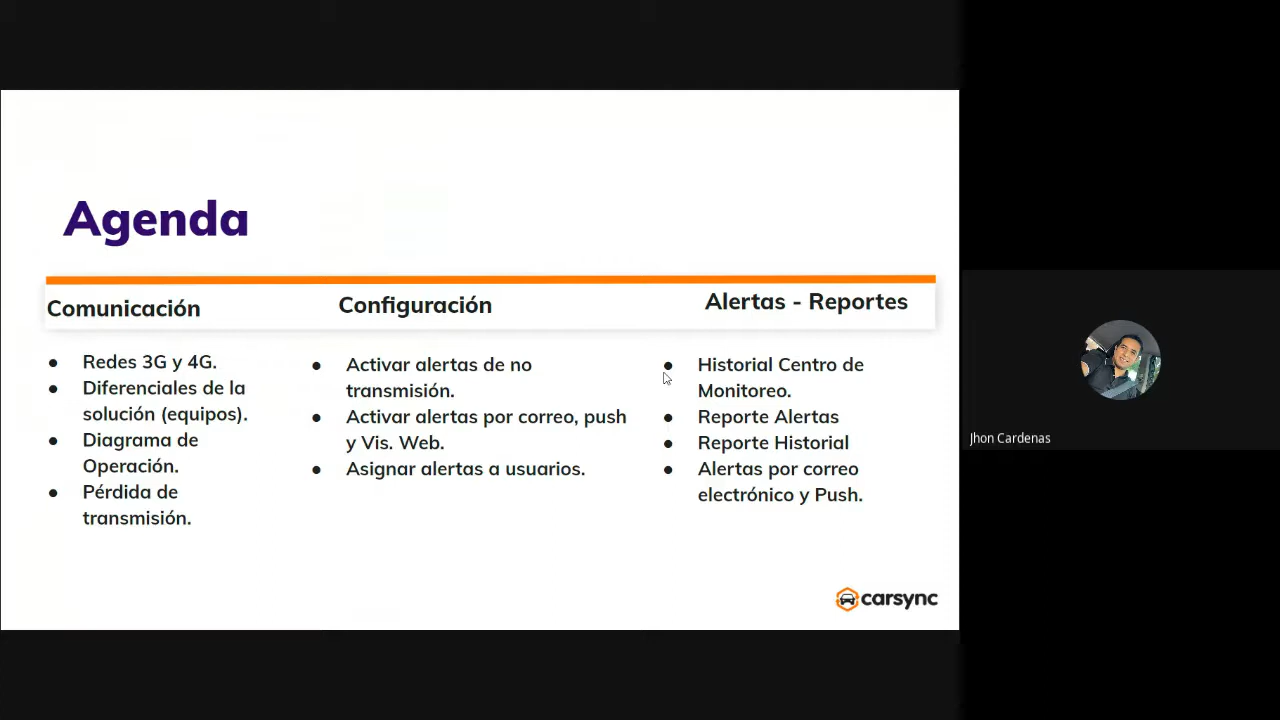 Agenda
Comunicación
Redes 3G y 4G.
Diferenciales de la
solución (equipos).
Diagrama de
Operación.
Pérdida de
transmisión.
Configuración
Activar alertas de no
transmisión.
Activar alertas por correo, push
y Vis. Web.
Asignar alertas a usuarios.
Alertas - Reportes
Historial Centro de
Monitoreo.
Reporte Alertas
Reporte Historial
Alertas por correo
electrónico y Push.
carsync
Jhon Cardenas